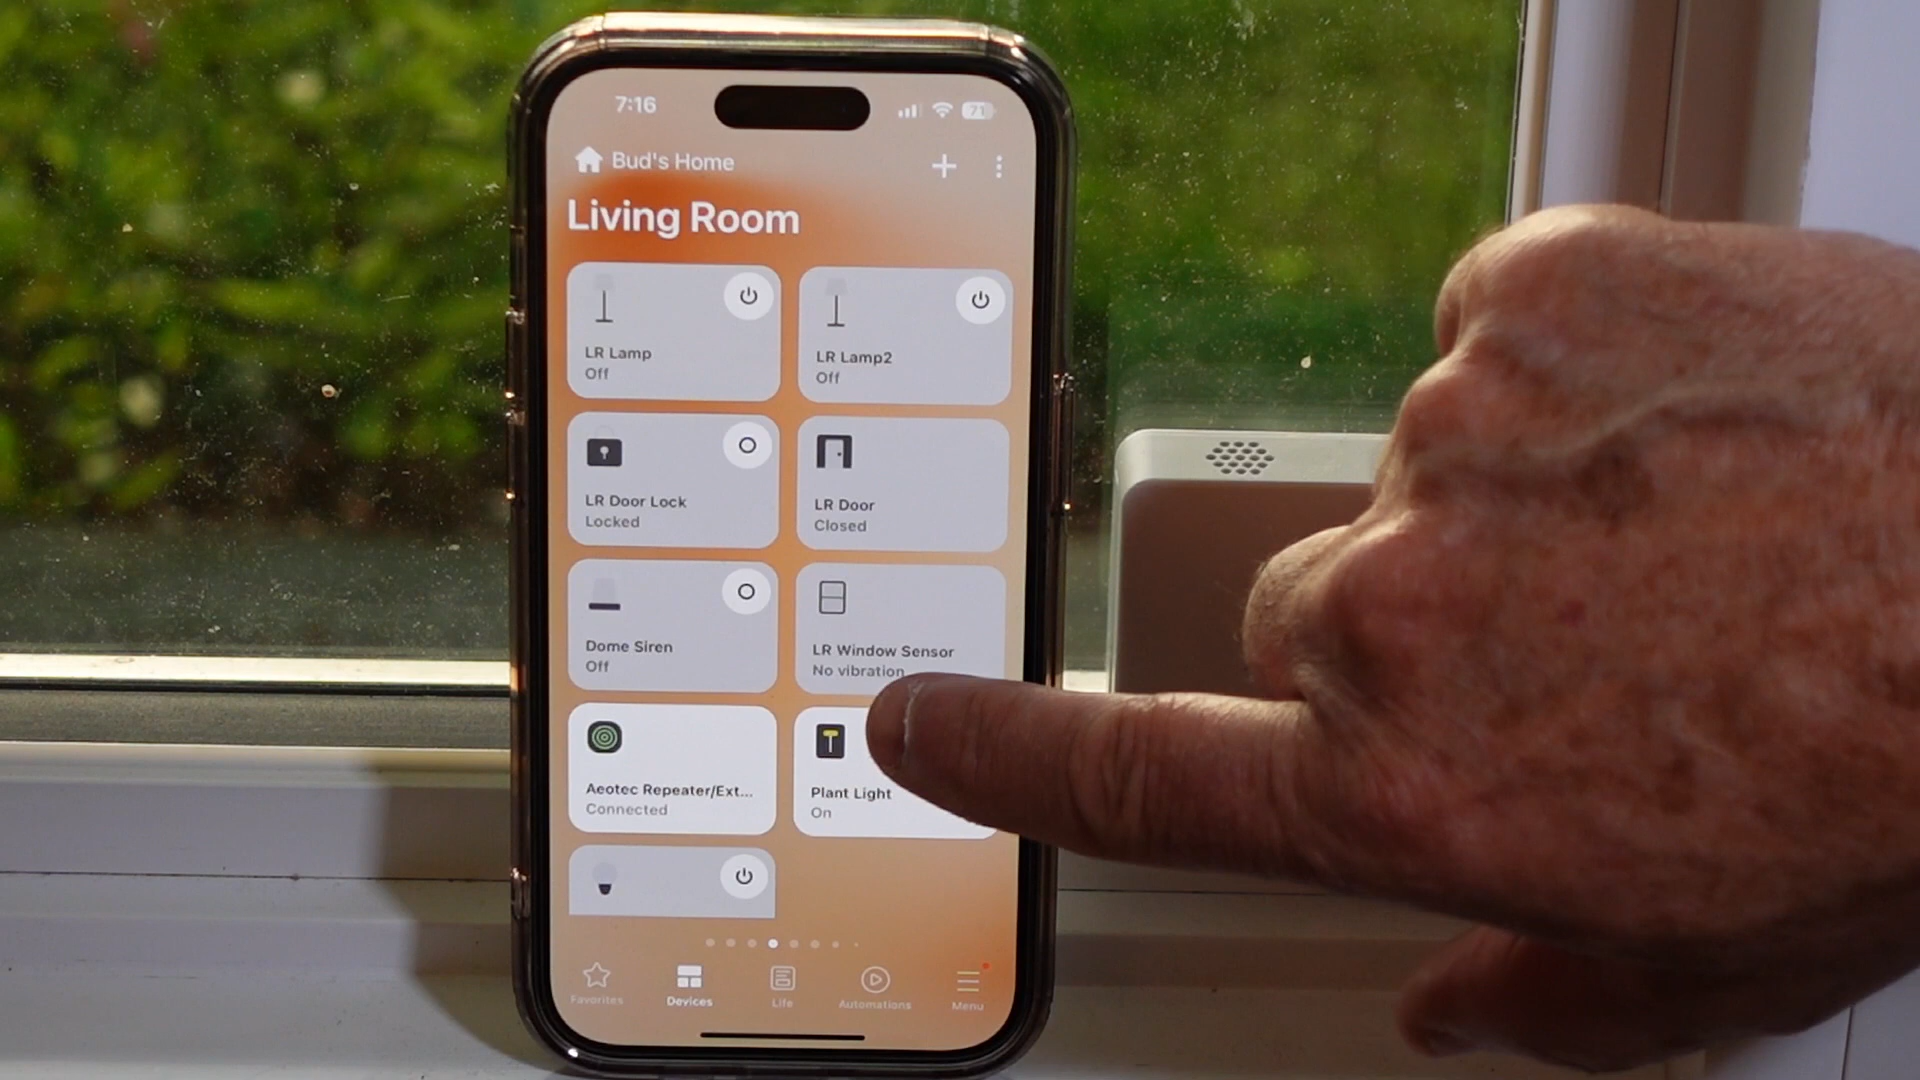 7:16
71
Bud's Home
Living Room
LR Lamp
Off
LR Lamp2
Off
LR Door Lock
Locked
LR Door
Closed
Dome Siren
Off
LR Window Sensor
No vibration
Aeotec Repeater/Ext...
Connected
Plant Light
On
Favorites
Devices
Life
Automations
Menu